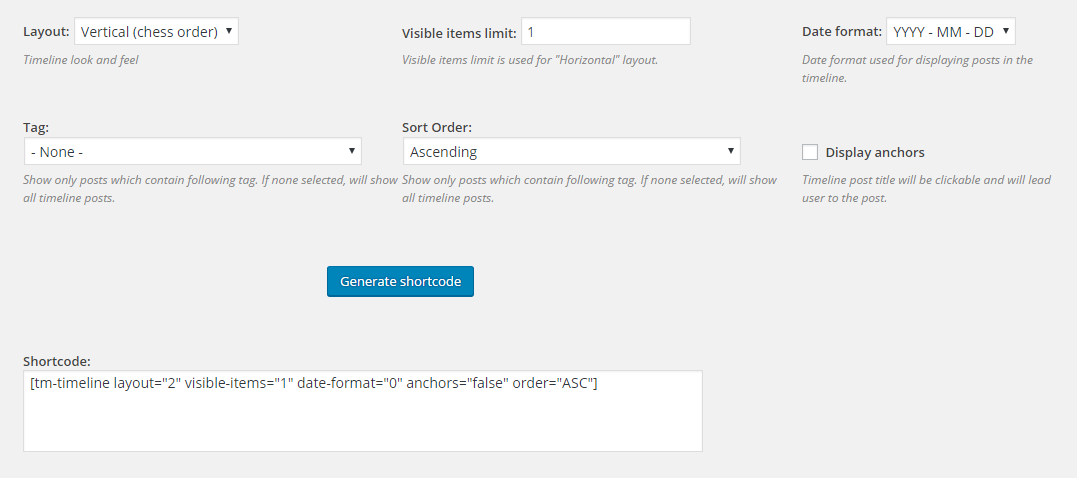 Layout: Vertical (chess order)
Timeline look and feel
Visible items limit: 1
Visible items limit is used for "Horizontal" layout.
Date format: YYYY - MM - DD
Date format used for displaying posts in the
timeline.
Tag:
- None -
Show only posts which contain following tag. If none selected, will show
all timeline posts.
Sort Order:
Ascending
Show only posts which contain following tag. If none selected, will show
all timeline posts.
Display anchors
Timeline post title will be clickable and will lead
user to the post.
Generate shortcode
Shortcode:
[tm-timeline layout="2" visible-items="1" date-format="0" anchors="false" order="ASC"]